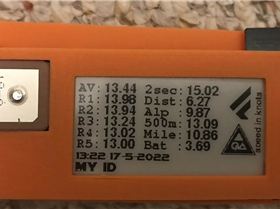 AV: 13.44 2sec: 15.02
R1: 13.98 Dist: 6.27
R2: 13.94 Alp: 9.87
R3: 13.24 500m: 13.09
R4: 13.02 Mile: 10.86
R5: 13.00 Bat: 3.69
13:22 17-5-2022
MY ID
speed in knots